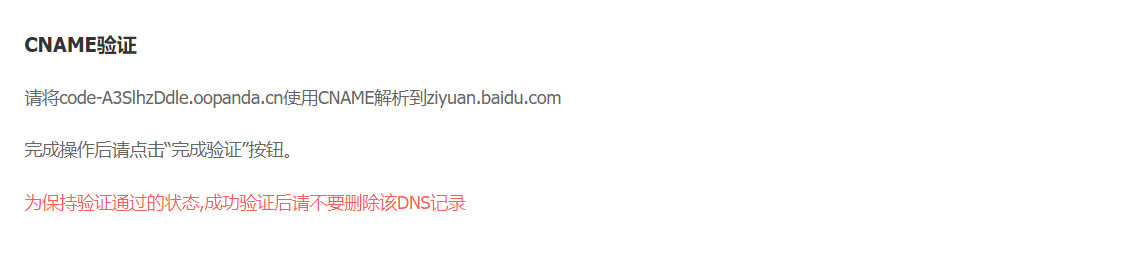 CNAME验证
请将code-A3SlhzDdle.oopanda.cn使用CNAME解析到ziyuan.baidu.com
完成操作后请点击“完成验证”按钮。
为保持验证通过的状态,成功验证后请不要删除该DNS记录